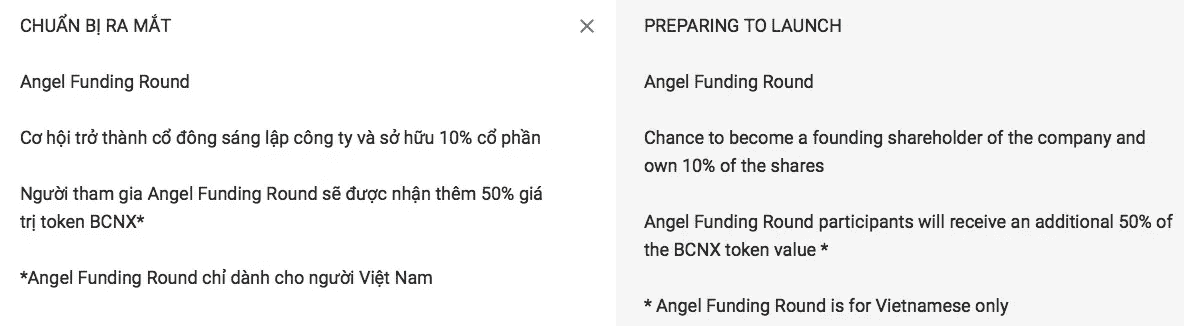 CHUẨN BỊ RA MẮT
Angel Funding Round
Cơ hội trở thành cổ đông sáng lập công ty và sở hữu 10% cổ phần
Người tham gia Angel Funding Round sẽ được nhận thêm 50% giá
trị token BCNX*
*Angel Funding Round chỉ dành cho người Việt Nam
PREPARING TO LAUNCH
Angel Funding Round
Chance to become a founding shareholder of the company and
own 10% of the shares
Angel Funding Round participants will receive an additional 50% of
the BCNX token value *
* Angel Funding Round is for Vietnamese only